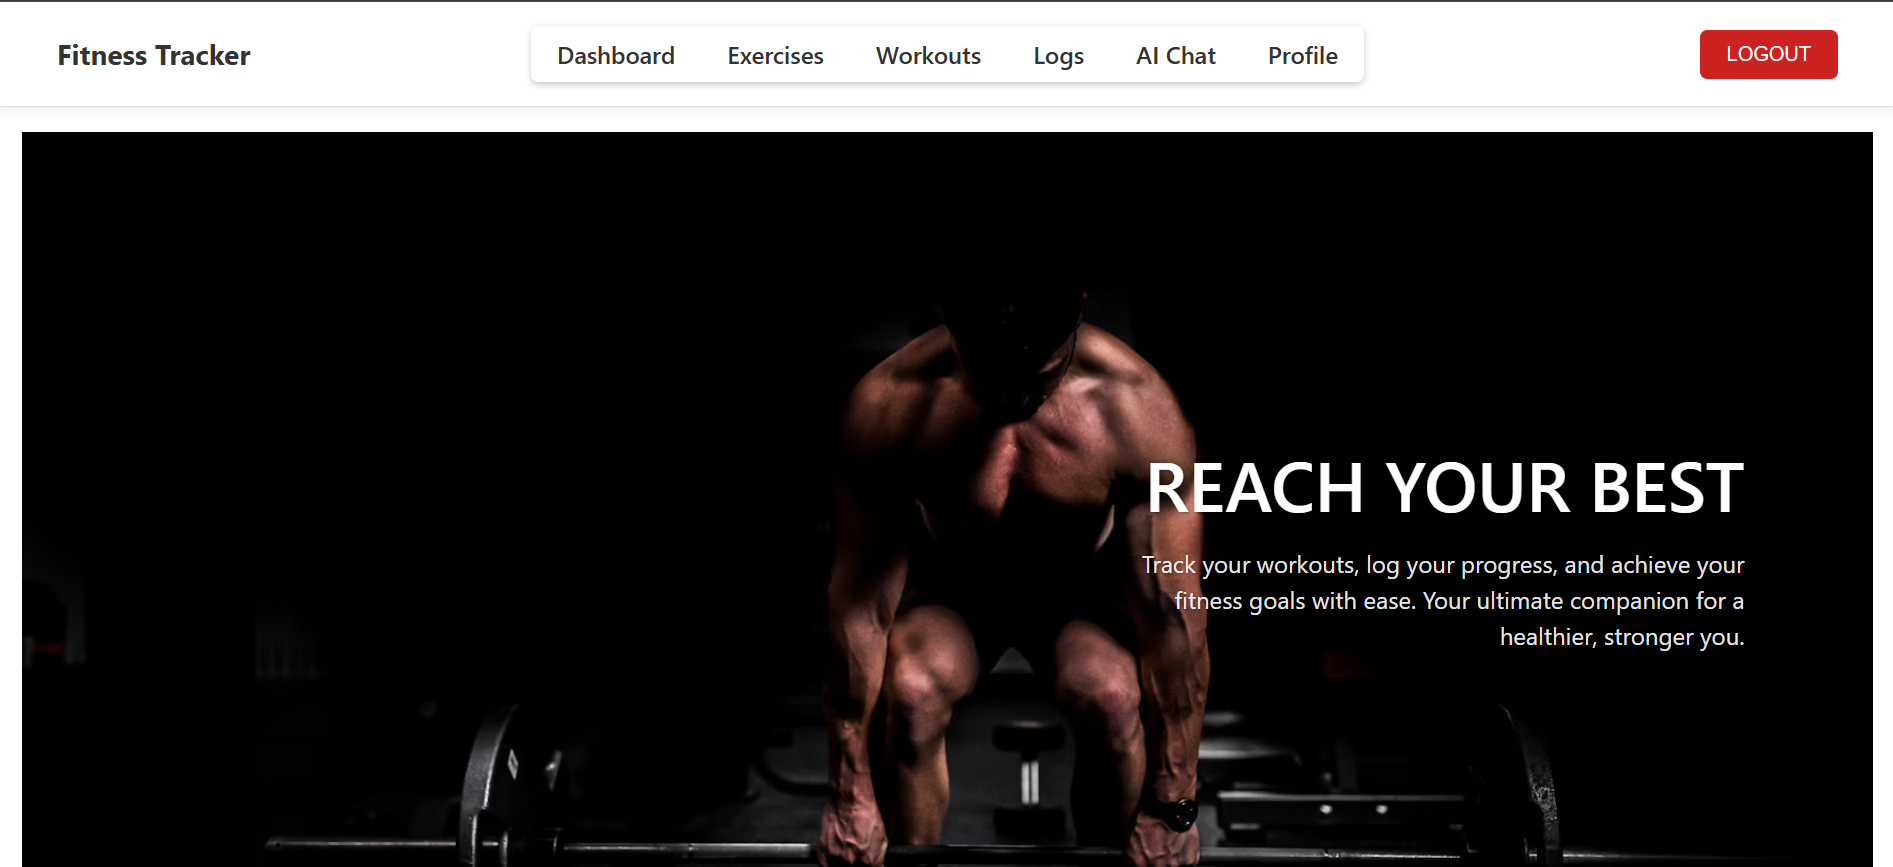 Fitness Tracker
Dashboard Exercises Workouts Logs AI Chat Profile
LOGOUT
REACH YOUR BEST
Track your workouts, log your progress, and achieve your
fitness goals with ease. Your ultimate companion for a
healthier, stronger you.